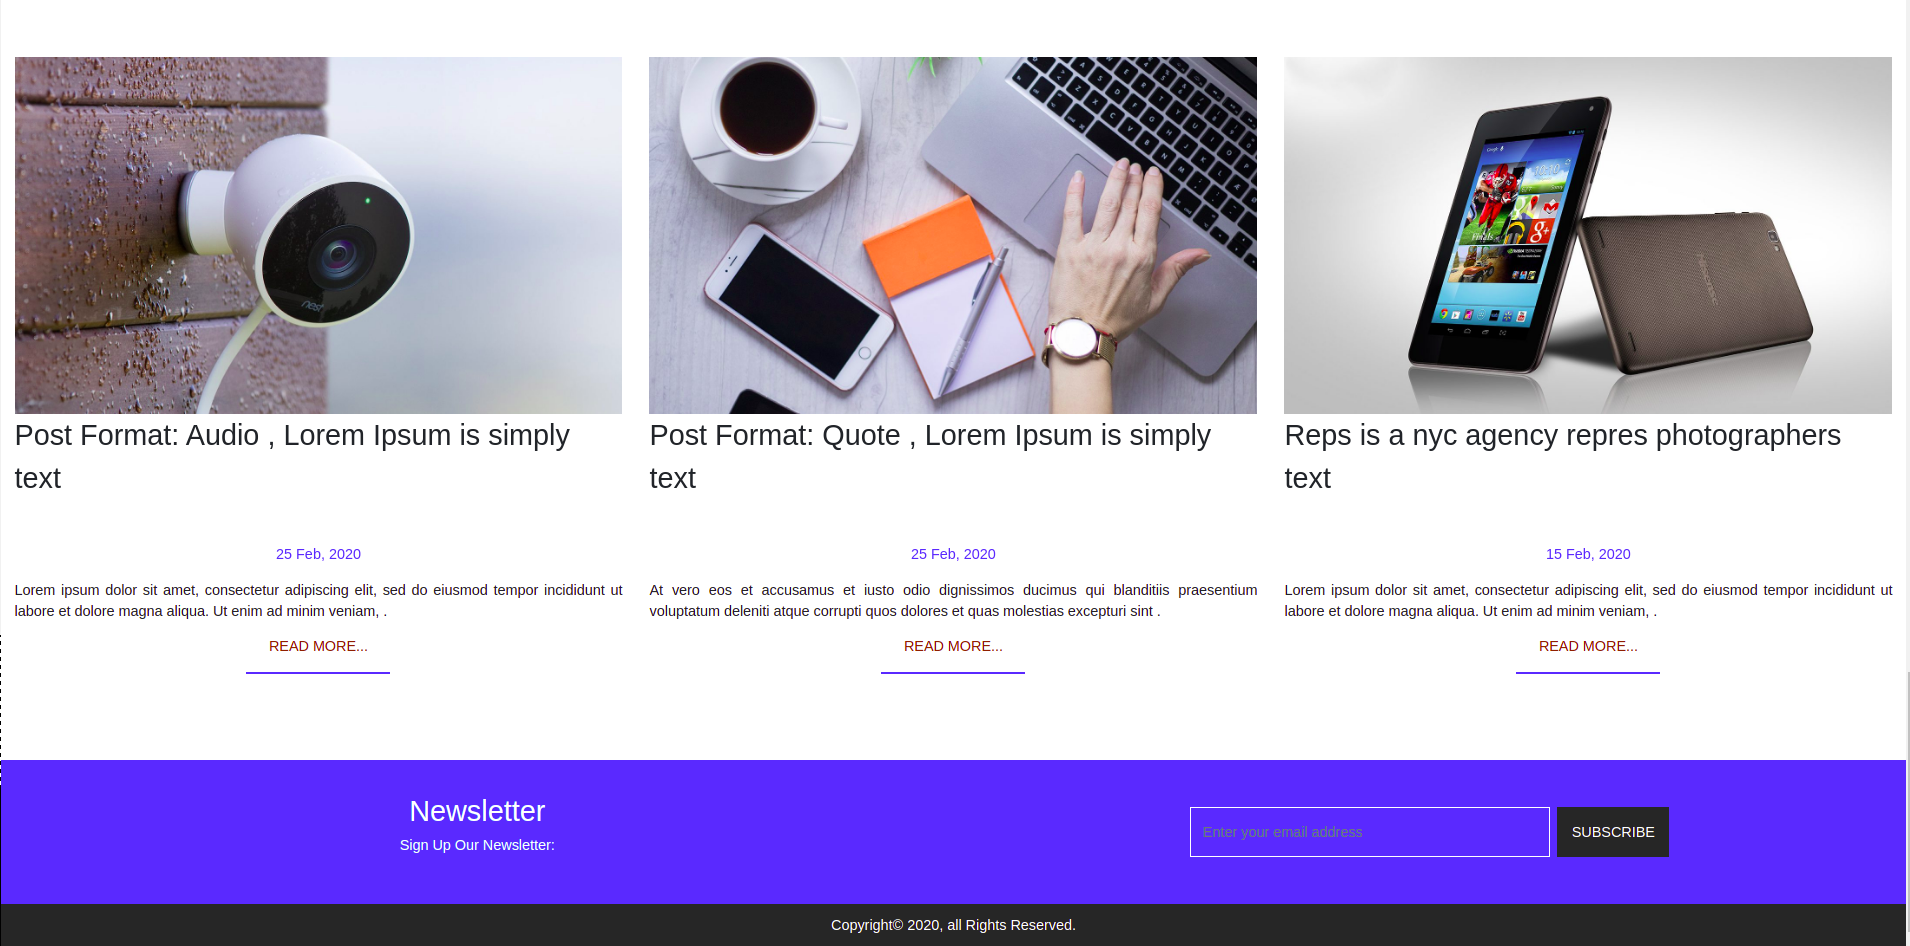 nest
Post Format: Audio , Lorem Ipsum is simply
text
25 Feb, 2020
Lorem ipsum dolor sit amet, consectetur adipiscing elit, sed do eiusmod tempor incididunt ut
labore et dolore magna aliqua. Ut enim ad minim veniam, .
READ MORE...
Post Format: Quote , Lorem Ipsum is simply
text
25 Feb, 2020
At vero eos et accusamus et iusto odio dignissimos ducimus qui blanditiis praesentium
voluptatum deleniti atque corrupti quos dolores et quas molestias excepturi sint .
READ MORE...
Google
Reps is a nyc agency repres photographers
text
15 Feb, 2020
Lorem ipsum dolor sit amet, consectetur adipiscing elit, sed do eiusmod tempor incididunt ut
labore et dolore magna aliqua. Ut enim ad minim veniam, .
READ MORE...
Newsletter
Sign Up Our Newsletter:
Enter your email address
SUBSCRIBE
Copyright© 2020, all Rights Reserved.